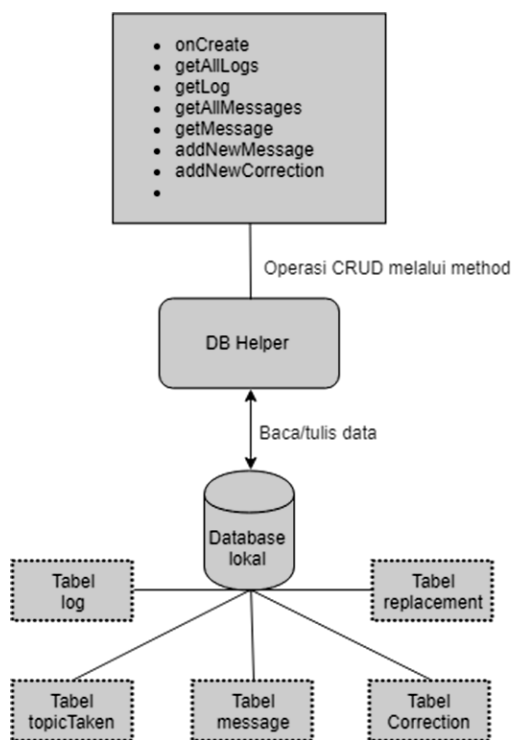 onCreate
getAllLogs
getLog
getAllMessages
getMessage
addNewMessage
addNewCorrection
Operasi CRUD melalui method
DB Helper
Baca/tulis data
Database
lokal
Tabel
log
Tabel
replacement
Tabel
topicTaken
Tabel
message
Tabel
Correction